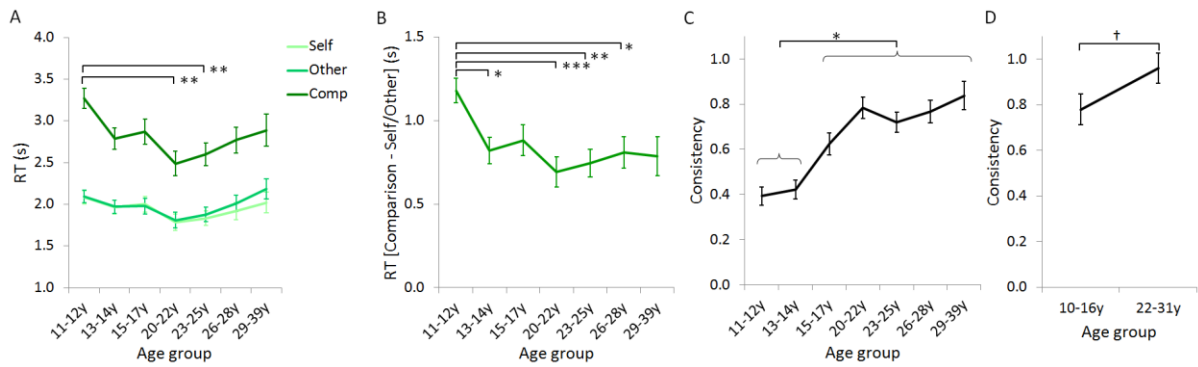 A
RT (s)
4.0
3.5
3.0
2.5
2.0
1.5
1.0
**
**
Self
Other
Comp
11-12y
13-14y
15-17y
20-22y
23-25y
26-28y
29-39y
Age group
B
RT [Comparison - Self/Other] (s)
1.5
1.0
0.5
0.0
*
**
***
*
11-12y
13-14y
15-17y
20-22y
23-25y
26-28y
29-39y
Age group
C
Consistency
1.0
0.8
0.6
0.4
0.2
0.0
*
11-12y
13-14y
15-17y
20-22y
23-25y
26-28y
29-39y
Age group
D
Consistency
1.0
0.8
0.6
0.4
0.2
0.0
†
10-16y
22-31y
Age group